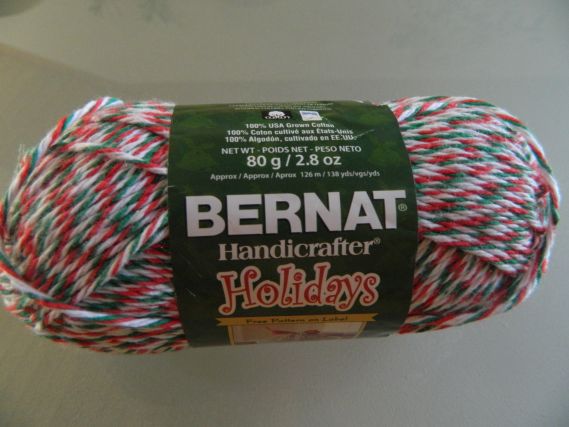 cotton
100% USA Grown Cotton
100% Coton cultivé aux États-Unis
100% Algodón, cultivado en EE.UU.
NET WT - POIDS NET - PESO NETO
80 g / 2.8 oz
Approx / Approx / Aprox 126 m / 138 yds/vgs/yds
BERNAT®
Handicrafter®
Holidays
Free Pattern on Label